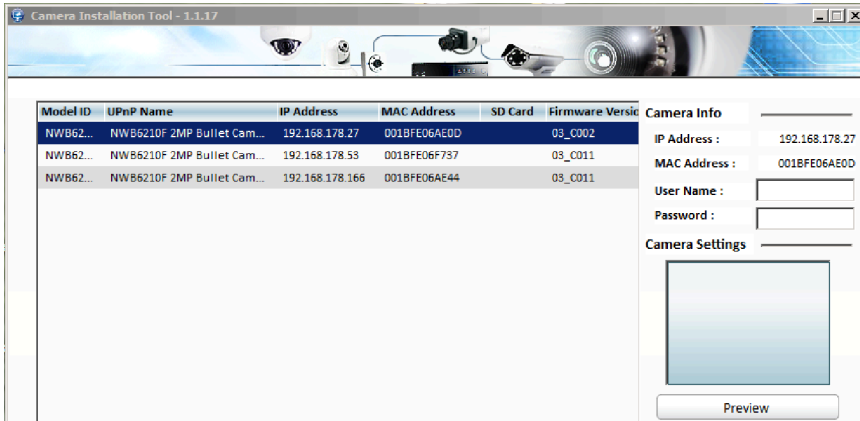 Camera Installation Tool - 1.1.17
Model ID UPnP Name IP Address MAC Address SD Card Firmware Versic
NWB62... NWB6210F 2MP Bullet Cam... 192.168.178.27 001BFE06AE0D 03_C002
NWB62... NWB6210F 2MP Bullet Cam... 192.168.178.53 001BFE06F737 03_C011
NWB62... NWB6210F 2MP Bullet Cam... 192.168.178.166 001BFE06AE44 03_C011
Camera Info
IP Address : 192.168.178.27
MAC Address : 001BFE06AE0D
User Name :
Password :
Camera Settings
Preview